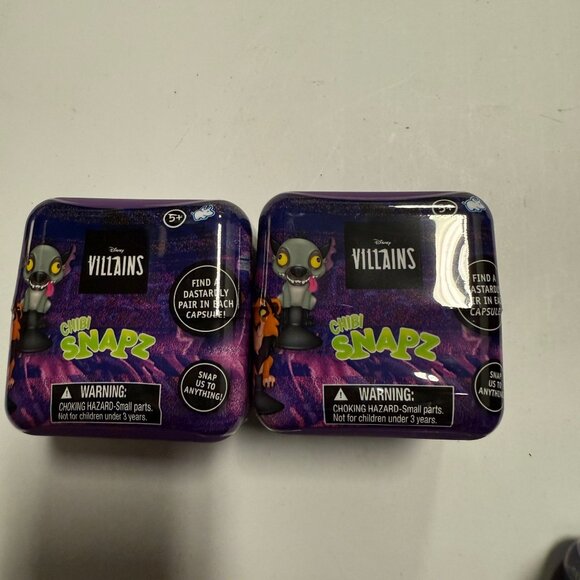 5+
Disney
VILLAINS
FIND A
DASTARDLY
PAIR IN EACH
CAPSULE!
CHIBI
SNAPZ
SNAP
US TO
ANYTHING!
WARNING:
CHOKING HAZARD-Small parts.
Not for children under 3 years.
5+
Disney
VILLAINS
FIND A
DASTARDLY
PAIR IN EACH
CAPSULE!
CHIBI
SNAPZ
SNAP
US TO
ANYTHING!
WARNING:
CHOKING HAZARD-Small parts.
Not for children under 3 years.